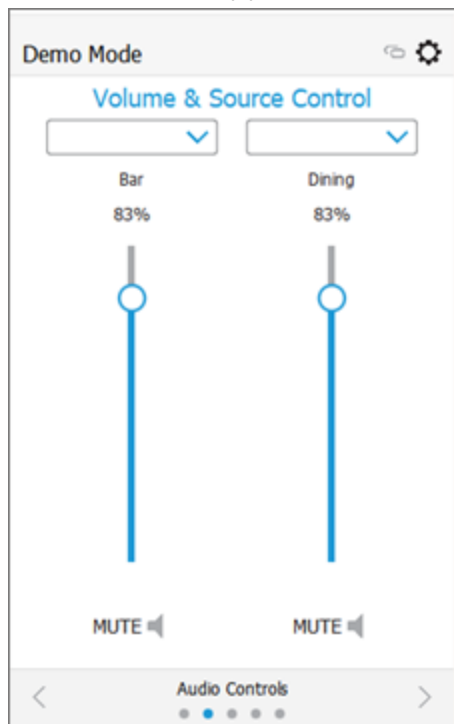 Demo Mode
Volume & Source Control
Bar Dining
83% 83%
MUTE MUTE
Audio Controls